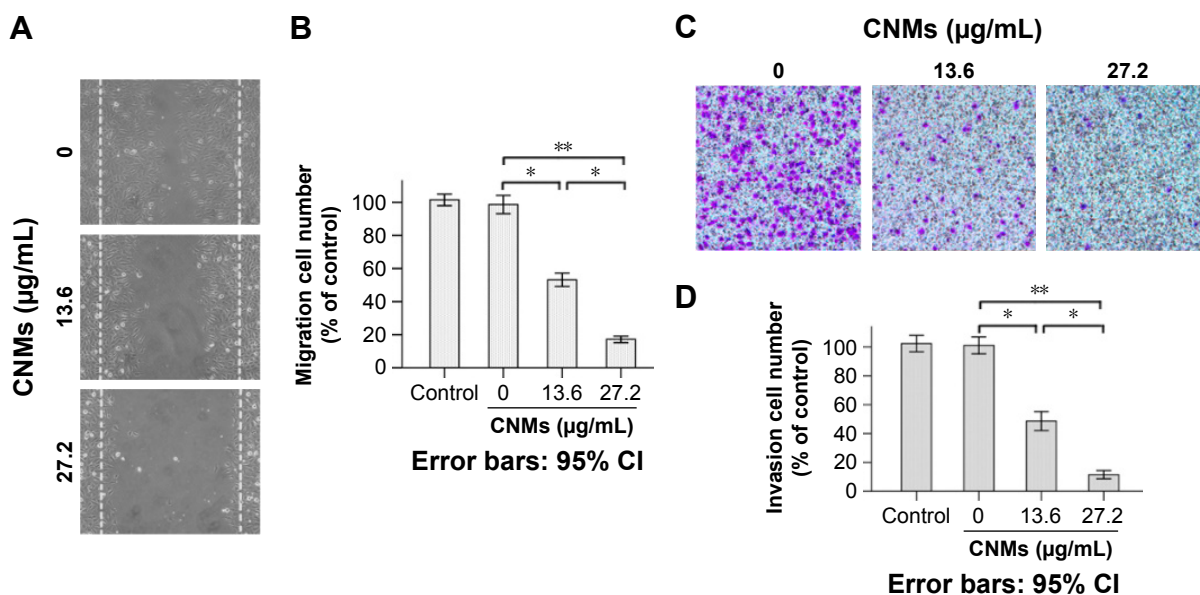 A
CNMs (µg/mL)
0
13.6
27.2
B
Migration cell number
(% of control)
100
80
60
40
20
0
**
* *
Control 0 13.6 27.2
CNMs (µg/mL)
Error bars: 95% CI
C
CNMs (µg/mL)
0 13.6 27.2
D
Invasion cell number
(% of control)
100
80
60
40
20
0
**
* *
Control 0 13.6 27.2
CNMs (µg/mL)
Error bars: 95% CI